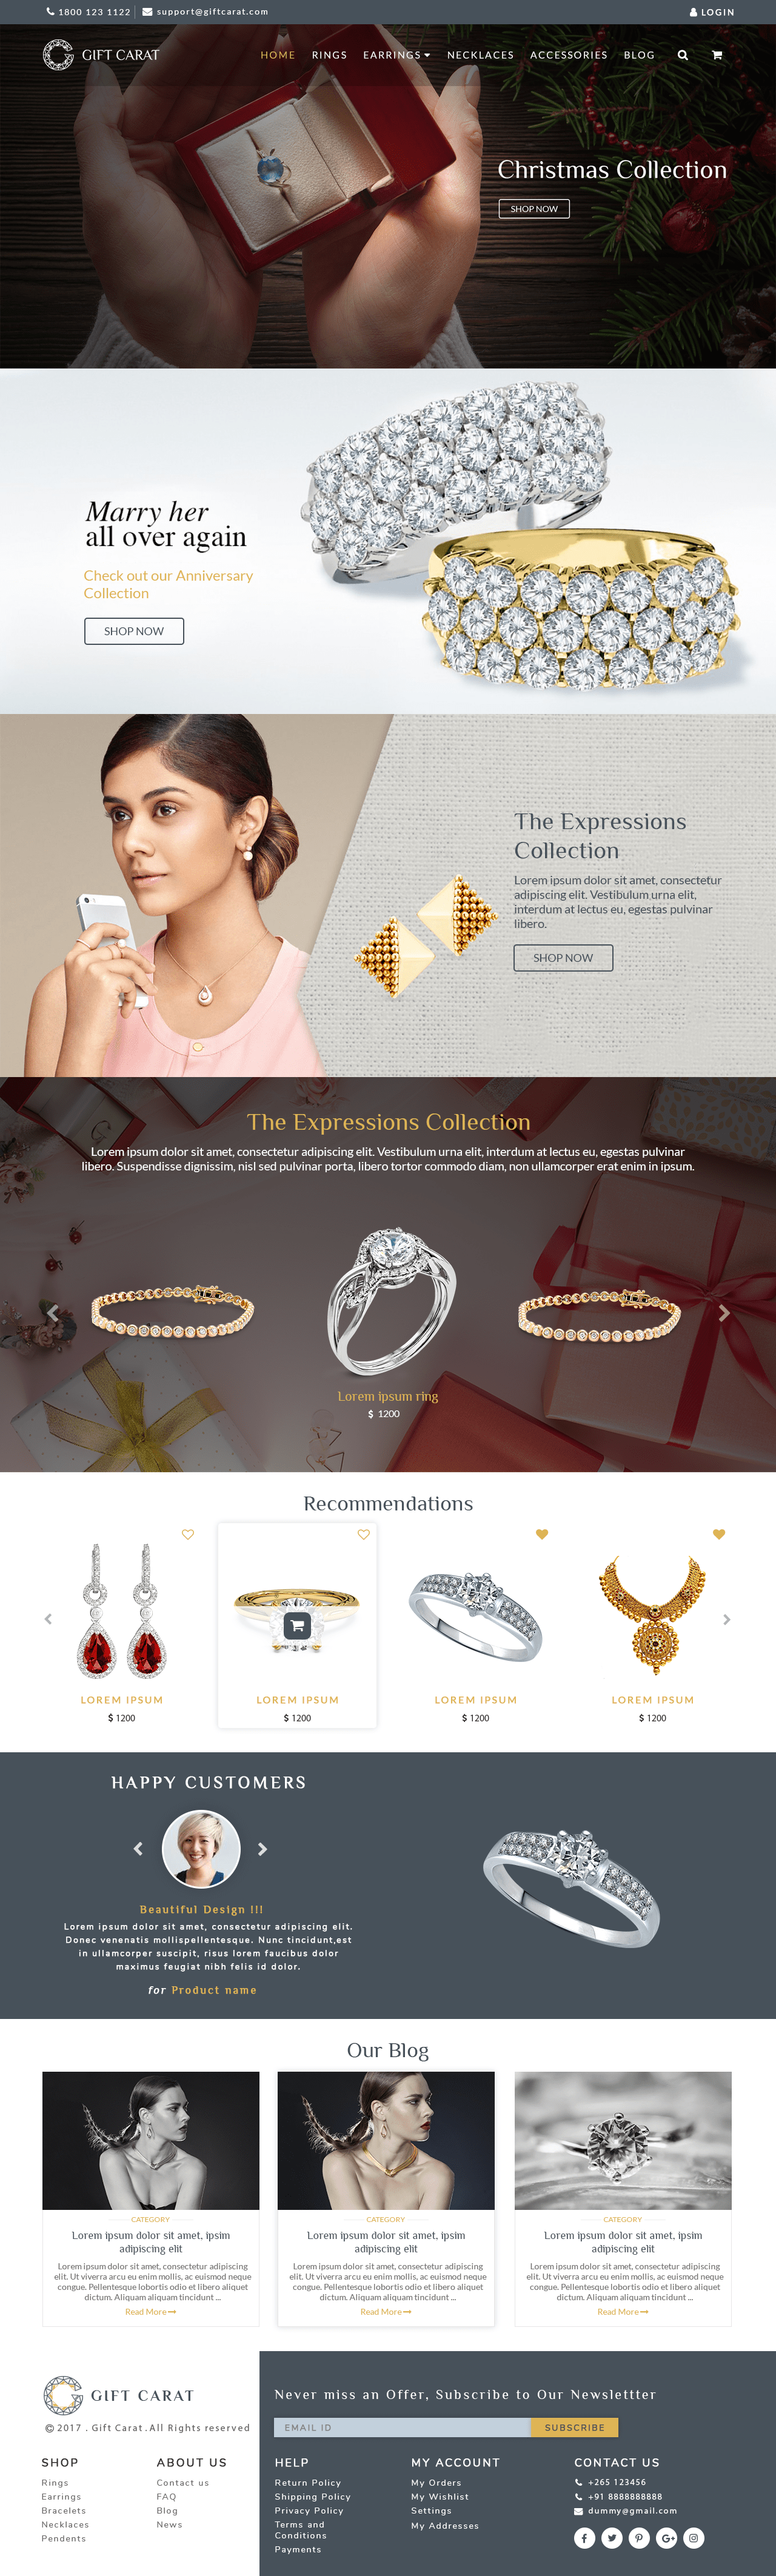 1800 123 1122
support@giftcarat.com
LOGIN
GIFT CARAT
HOME RINGS EARRINGS NECKLACES ACCESSORIES BLOG
Christmas Collection
SHOP NOW
Marry her
all over again
Check out our Anniversary
Collection
SHOP NOW
The Expressions
Collection
Lorem ipsum dolor sit amet, consectetur
adipiscing elit. Vestibulum urna elit,
interdum at lectus eu, egestas pulvinar
libero.
SHOP NOW
The Expressions Collection
Lorem ipsum dolor sit amet, consectetur adipiscing elit. Vestibulum urna elit, interdum at lectus eu, egestas pulvinar
libero. Suspendisse dignissim, nisl sed pulvinar porta, libero tortor commodo diam, non ullamcorper erat enim in ipsum.
Lorem ipsum ring
$ 1200
Recommendations
LOREM IPSUM
$ 1200
LOREM IPSUM
$ 1200
LOREM IPSUM
$ 1200
LOREM IPSUM
$ 1200
HAPPY CUSTOMERS
Beautiful Design !!!
Lorem ipsum dolor sit amet, consectetur adipiscing elit.
Donec venenatis mollispellentesque. Nunc tincidunt,est
in ullamcorper suscipit, risus lorem faucibus dolor
maximus feugiat nibh felis id dolor.
for Product name
Our Blog
CATEGORY
Lorem ipsum dolor sit amet, ipsim
adipiscing elit
Lorem ipsum dolor sit amet, consectetur adipiscing
elit. Ut viverra arcu eu enim mollis, ac euismod neque
congue. Pellentesque lobortis odio et libero aliquet
dictum. Aliquam aliquam tincidunt ...
Read More
CATEGORY
Lorem ipsum dolor sit amet, ipsim
adipiscing elit
Lorem ipsum dolor sit amet, consectetur adipiscing
elit. Ut viverra arcu eu enim mollis, ac euismod neque
congue. Pellentesque lobortis odio et libero aliquet
dictum. Aliquam aliquam tincidunt ...
Read More
CATEGORY
Lorem ipsum dolor sit amet, ipsim
adipiscing elit
Lorem ipsum dolor sit amet, consectetur adipiscing
elit. Ut viverra arcu eu enim mollis, ac euismod neque
congue. Pellentesque lobortis odio et libero aliquet
dictum. Aliquam aliquam tincidunt ...
Read More
GIFT CARAT
© 2017 . Gift Carat . All Rights reserved
Never miss an Offer, Subscribe to Our Newslettter
EMAIL ID
SUBSCRIBE
SHOP
Rings
Earrings
Bracelets
Necklaces
Pendents
ABOUT US
Contact us
FAQ
Blog
News
HELP
Return Policy
Shipping Policy
Privacy Policy
Terms and
Conditions
Payments
MY ACCOUNT
My Orders
My Wishlist
Settings
My Addresses
CONTACT US
+265 123456
+91 8888888888
dummy@gmail.com